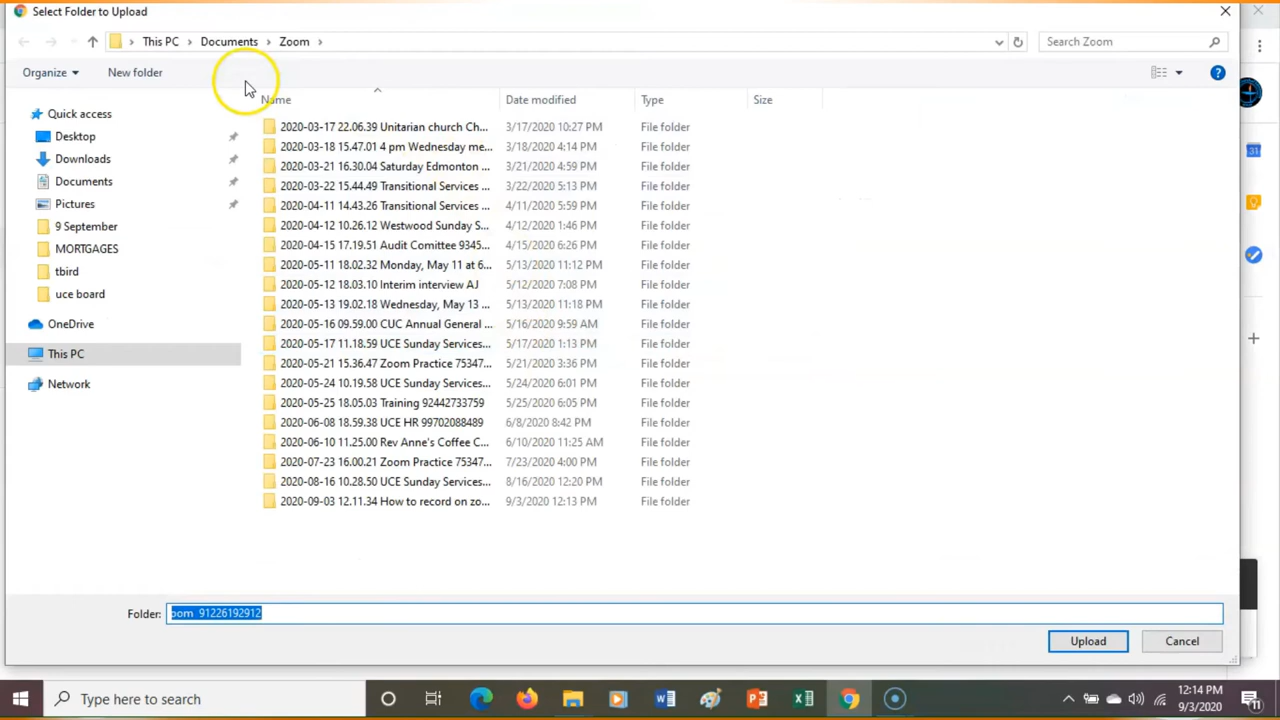 Select Folder to Upload
This PC > Documents > Zoom >
Search Zoom
Organize
New folder
Name
Date modified
Type
Size
Quick access
Desktop
Downloads
Documents
Pictures
9 September
MORTGAGES
tbird
uce board
OneDrive
This PC
Network
2020-03-17 22.06.39 Unitarian church Ch... 3/17/2020 10:27 PM File folder
2020-03-18 15.47.01 4 pm Wednesday me... 3/18/2020 4:14 PM File folder
2020-03-21 16.30.04 Saturday Edmonton ... 3/21/2020 4:59 PM File folder
2020-03-22 15.44.49 Transitional Services ... 3/22/2020 5:13 PM File folder
2020-04-11 14.43.26 Transitional Services ... 4/11/2020 5:59 PM File folder
2020-04-12 10.26.12 Westwood Sunday S... 4/12/2020 1:46 PM File folder
2020-04-15 17.19.51 Audit Comittee 9345... 4/15/2020 6:26 PM File folder
2020-05-11 18.02.32 Monday, May 11 at 6... 5/13/2020 11:12 PM File folder
2020-05-12 18.03.10 Interim interview AJ 5/12/2020 7:08 PM File folder
2020-05-13 19.02.18 Wednesday, May 13 ... 5/13/2020 11:18 PM File folder
2020-05-16 09.59.00 CUC Annual General ... 5/16/2020 9:59 AM File folder
2020-05-17 11.18.59 UCE Sunday Services... 5/17/2020 1:13 PM File folder
2020-05-21 15.36.47 Zoom Practice 75347... 5/21/2020 3:36 PM File folder
2020-05-24 10.19.58 UCE Sunday Services... 5/24/2020 6:01 PM File folder
2020-05-25 18.05.03 Training 92442733759 5/25/2020 6:05 PM File folder
2020-06-08 18.59.38 UCE HR 99702088489 6/8/2020 8:42 PM File folder
2020-06-10 11.25.00 Rev Anne's Coffee C... 6/10/2020 11:25 AM File folder
2020-07-23 16.00.21 Zoom Practice 75347... 7/23/2020 4:00 PM File folder
2020-08-16 10.28.50 UCE Sunday Services... 8/16/2020 12:20 PM File folder
2020-09-03 12.11.34 How to record on zo... 9/3/2020 12:13 PM File folder
Folder: oom 91226192912
Upload
Cancel
Type here to search
12:14 PM
9/3/2020
11
31